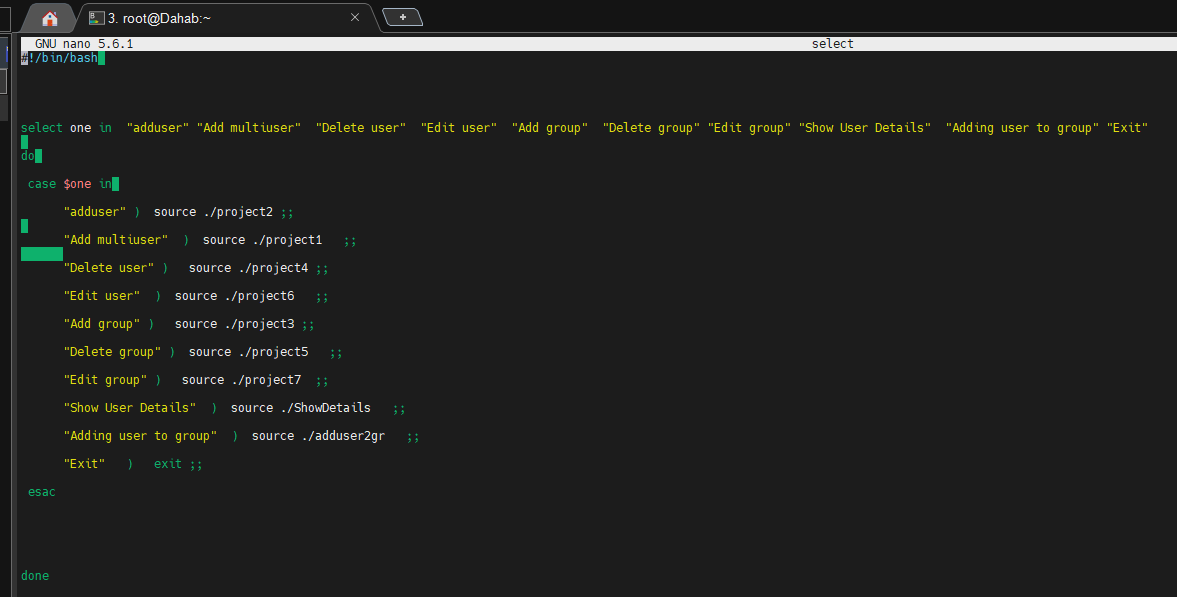 3. root@Dahab:~
GNU nano 5.6.1 select
#!/bin/bash
select one in "adduser" "Add multiuser" "Delete user" "Edit user" "Add group" "Delete group" "Edit group" "Show User Details" "Adding user to group" "Exit"
do
case $one in
"adduser" ) source ./project2 ;;
"Add multiuser" ) source ./project1 ;;
"Delete user" ) source ./project4 ;;
"Edit user" ) source ./project6 ;;
"Add group" ) source ./project3 ;;
"Delete group" ) source ./project5 ;;
"Edit group" ) source ./project7 ;;
"Show User Details" ) source ./ShowDetails ;;
"Adding user to group" ) source ./adduser2gr ;;
"Exit" ) exit ;;
esac
done